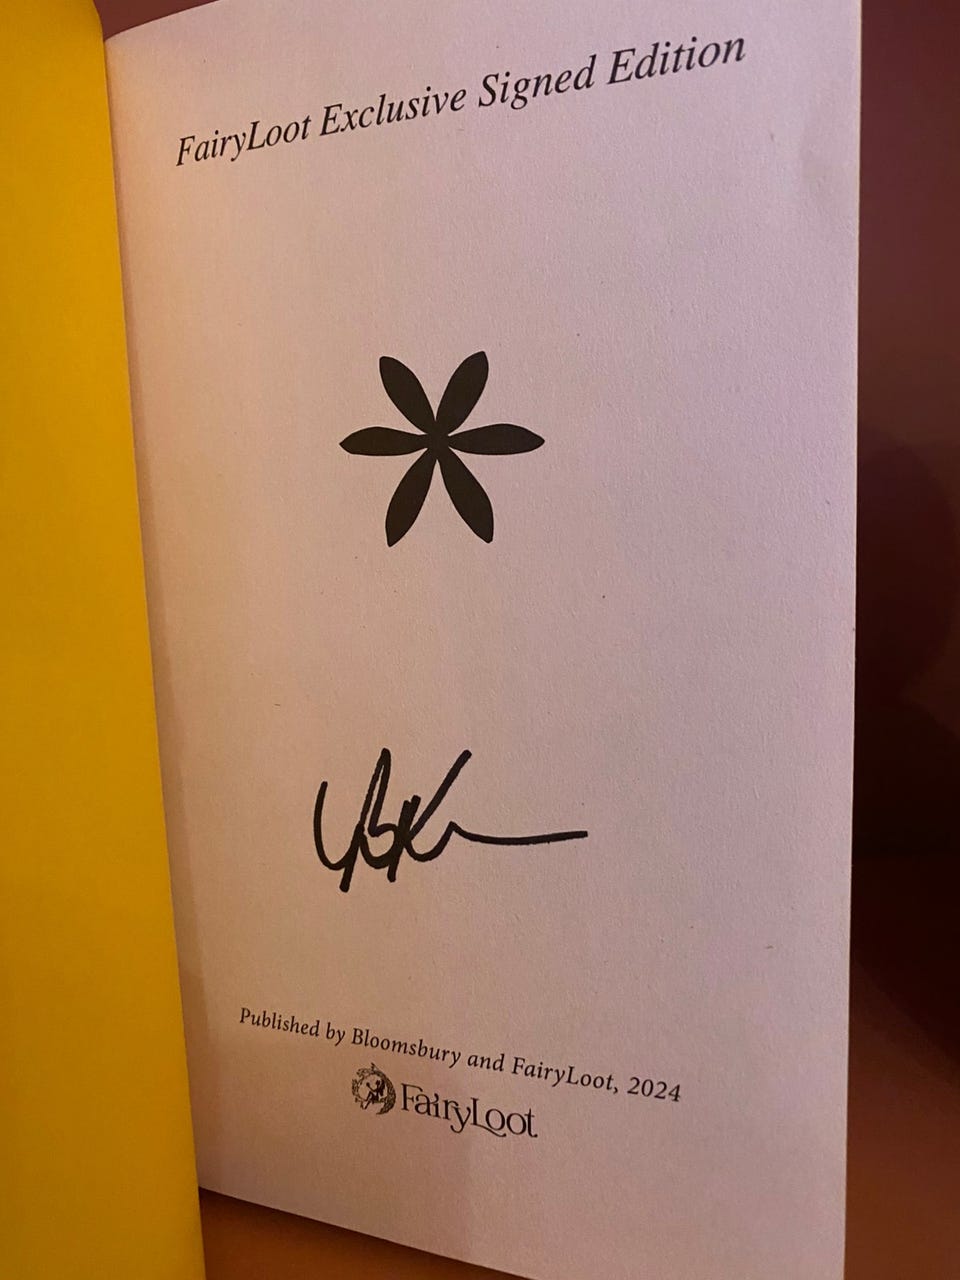 FairyLoot Exclusive Signed Edition
Published by Bloomsbury and FairyLoot, 2024
FairyLoot